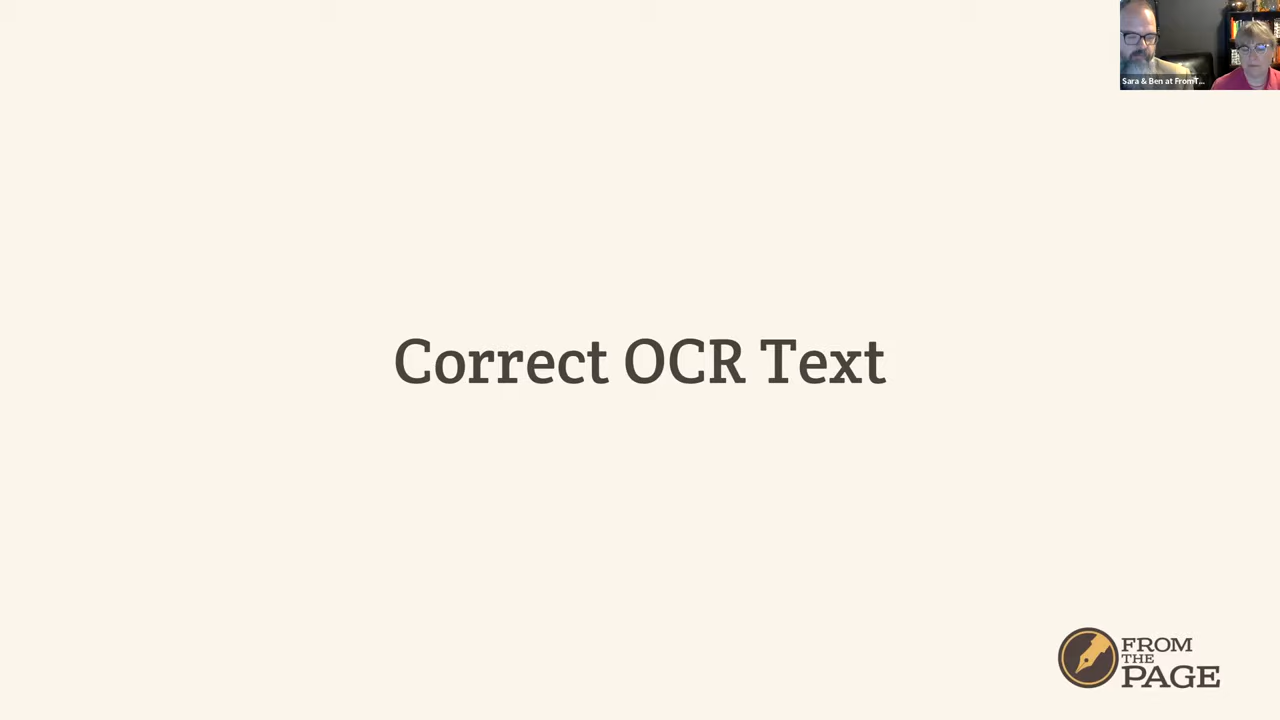 Sara & Ben at FromT...
Correct OCR Text
FROM
THE
PAGE